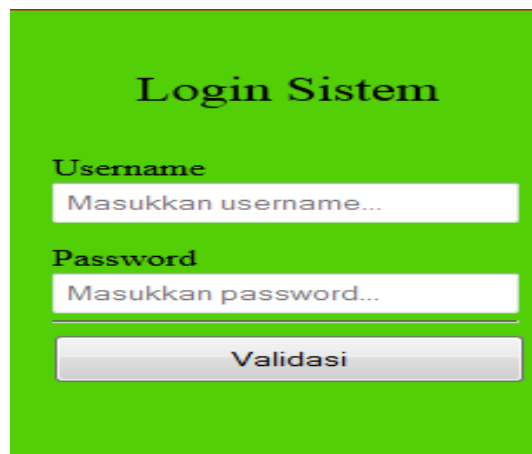 Login Sistem
Username
Masukkan username...
Password
Masukkan password...
Validasi